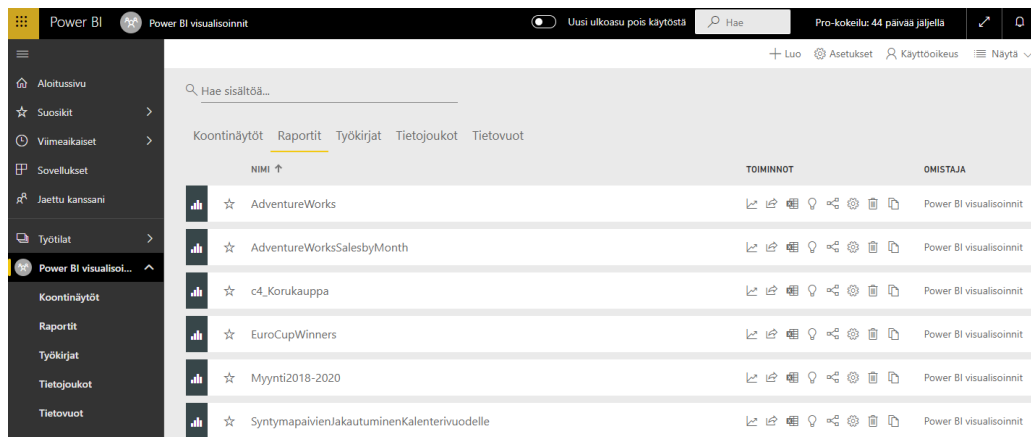 Power BI Power BI visualisoinnit Uusi ulkoasu pois käytöstä Hae Pro-kokeilu: 44 päivää jäljellä
Luo Asetukset Käyttöoikeus Näytä
Aloitussivu
Suosikit
Viimeaikaiset
Sovellukset
Jaettu kanssani
Työtilat
Power BI visualisoi...
Koontinäytöt
Raportit
Työkirjat
Tietojoukot
Tietovuot
Hae sisältöä...
Koontinäytöt Raportit Työkirjat Tietojoukot Tietovuot
NIMI TOIMINNOT OMISTAJA
AdventureWorks Power BI visualisoinnit
AdventureWorksSalesbyMonth Power BI visualisoinnit
c4_Korukauppa Power BI visualisoinnit
EuroCupWinners Power BI visualisoinnit
Myynti2018-2020 Power BI visualisoinnit
SyntymapaivienJakautuminenKalenterivuodelle Power BI visualisoinnit